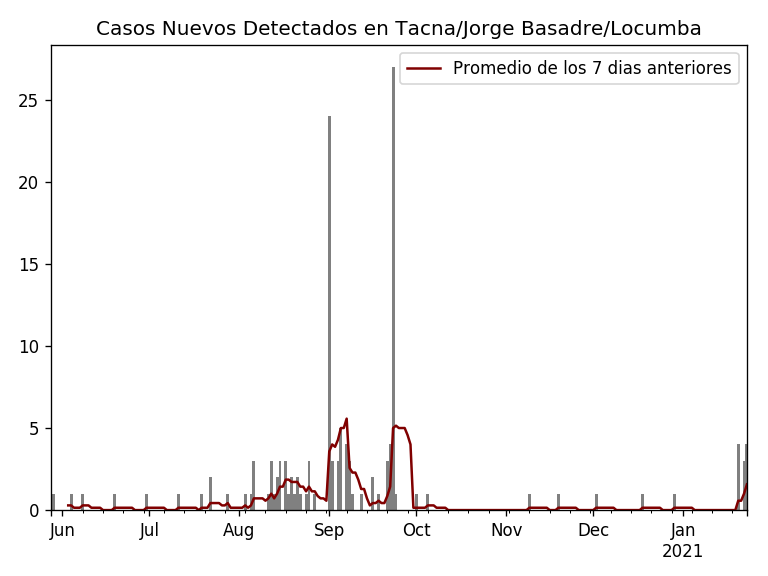 Casos Nuevos Detectados en Tacna/Jorge Basadre/Locumba
Promedio de los 7 dias anteriores
25
20
15
10
5
0
Jun Jul Aug Sep Oct Nov Dec Jan
2021